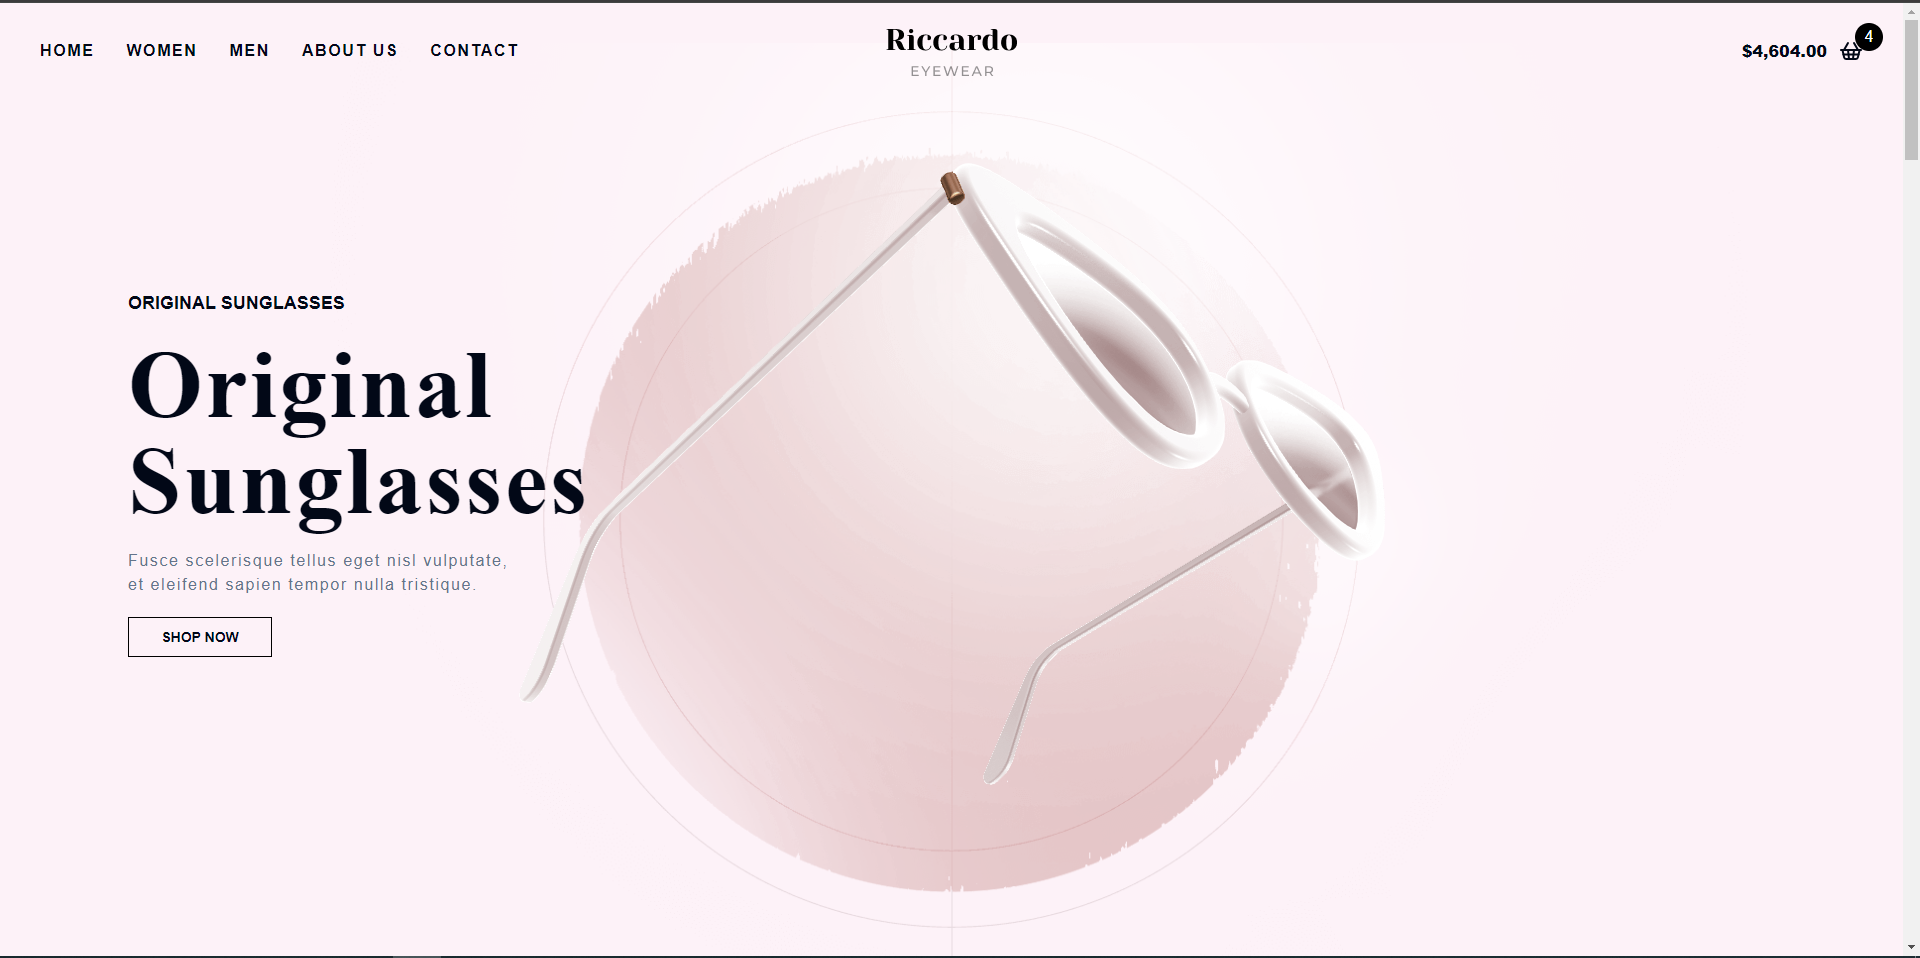 HOME WOMEN MEN ABOUT US CONTACT
Riccardo
EYEWEAR
$4,604.00 4
ORIGINAL SUNGLASSES
Original
Sunglasses
Fusce scelerisque tellus eget nisl vulputate,
et eleifend sapien tempor nulla tristique.
SHOP NOW